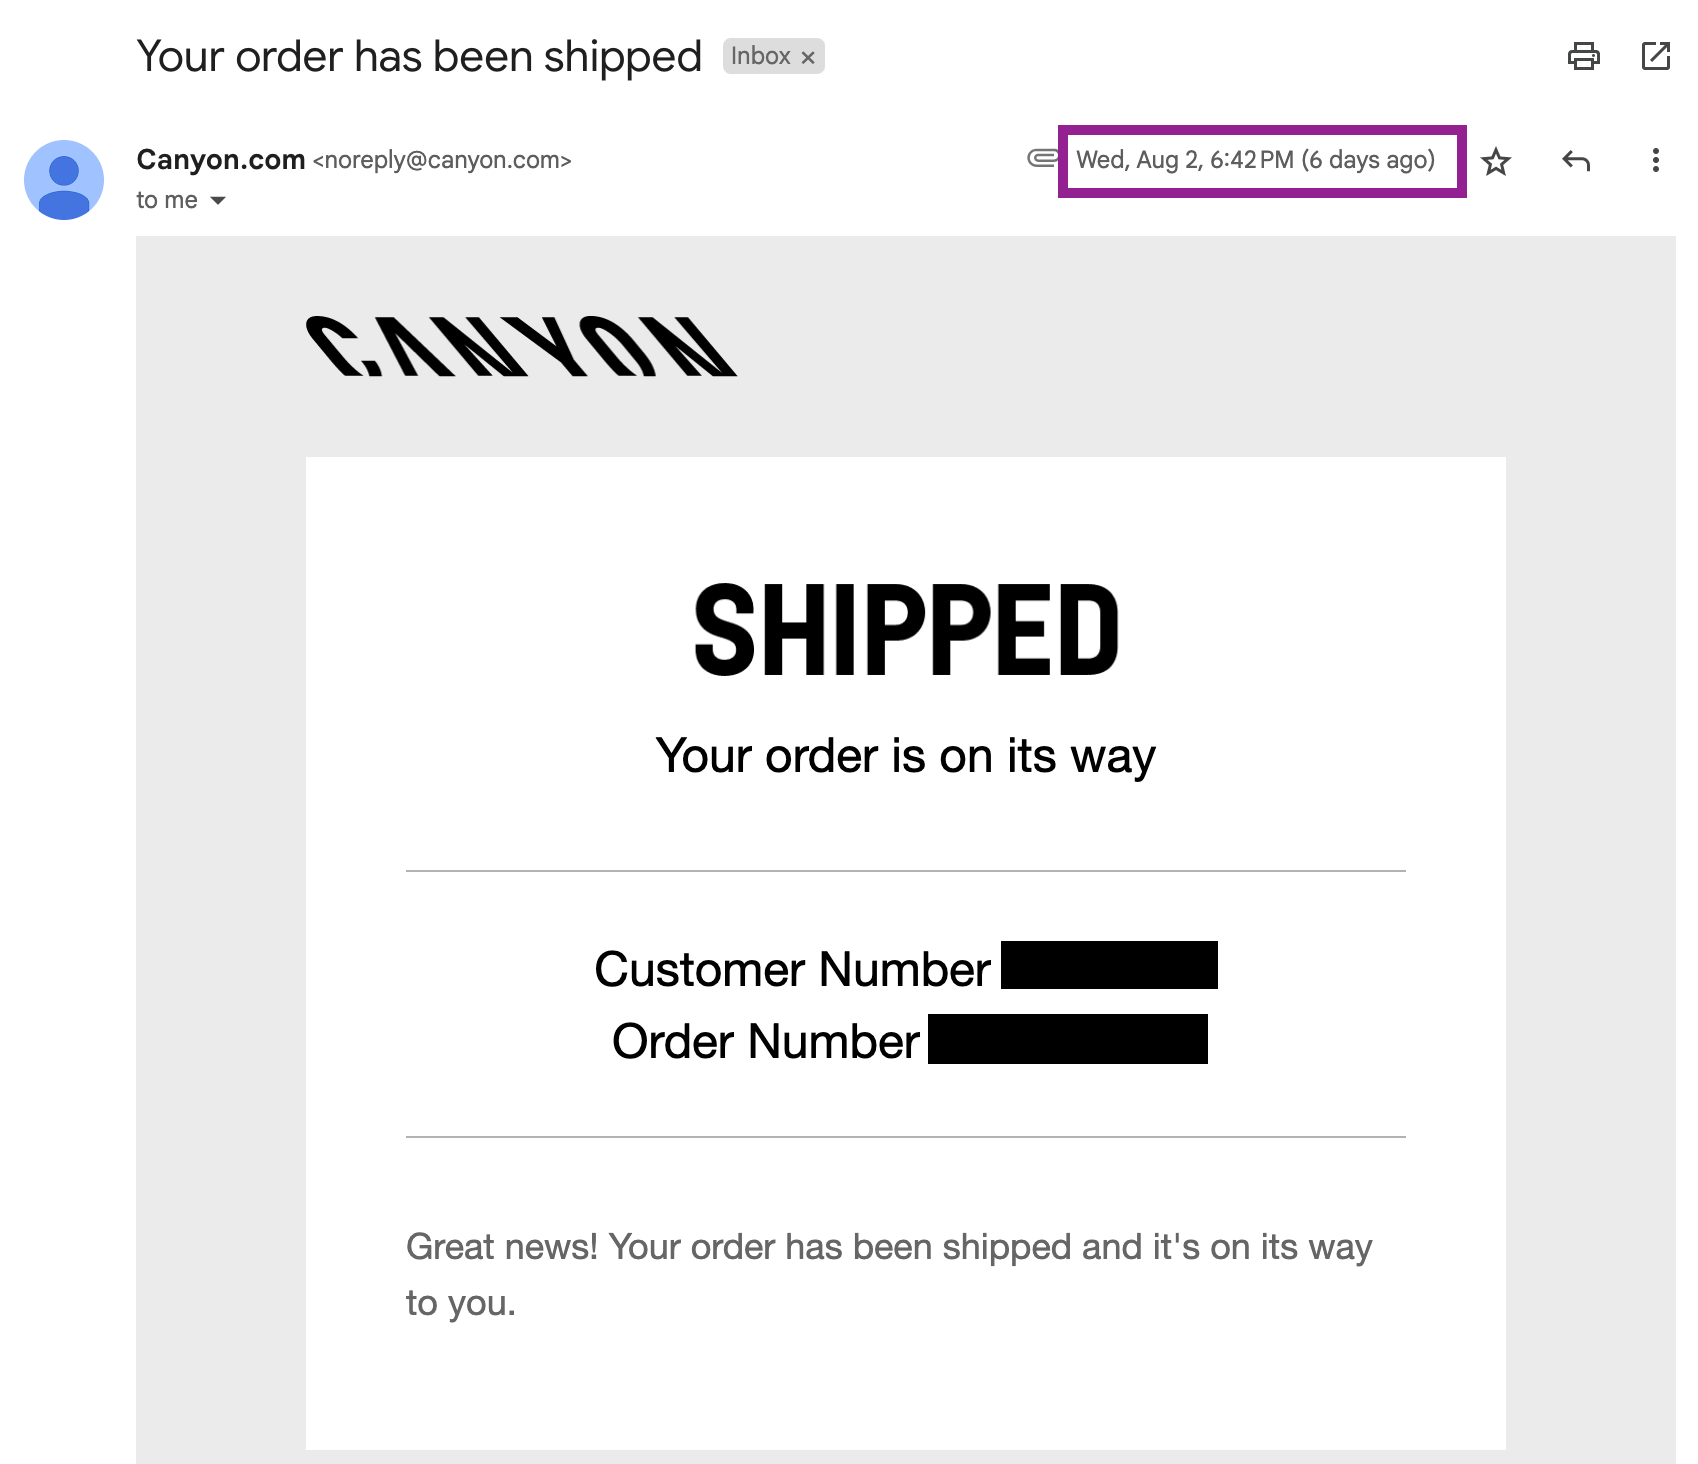 Your order has been shipped Inbox ×
Canyon.com <noreply@canyon.com> Wed, Aug 2, 6:42 PM (6 days ago)
to me
CANYON
SHIPPED
Your order is on its way
Customer Number
Order Number
Great news! Your order has been shipped and it's on its way
to you.